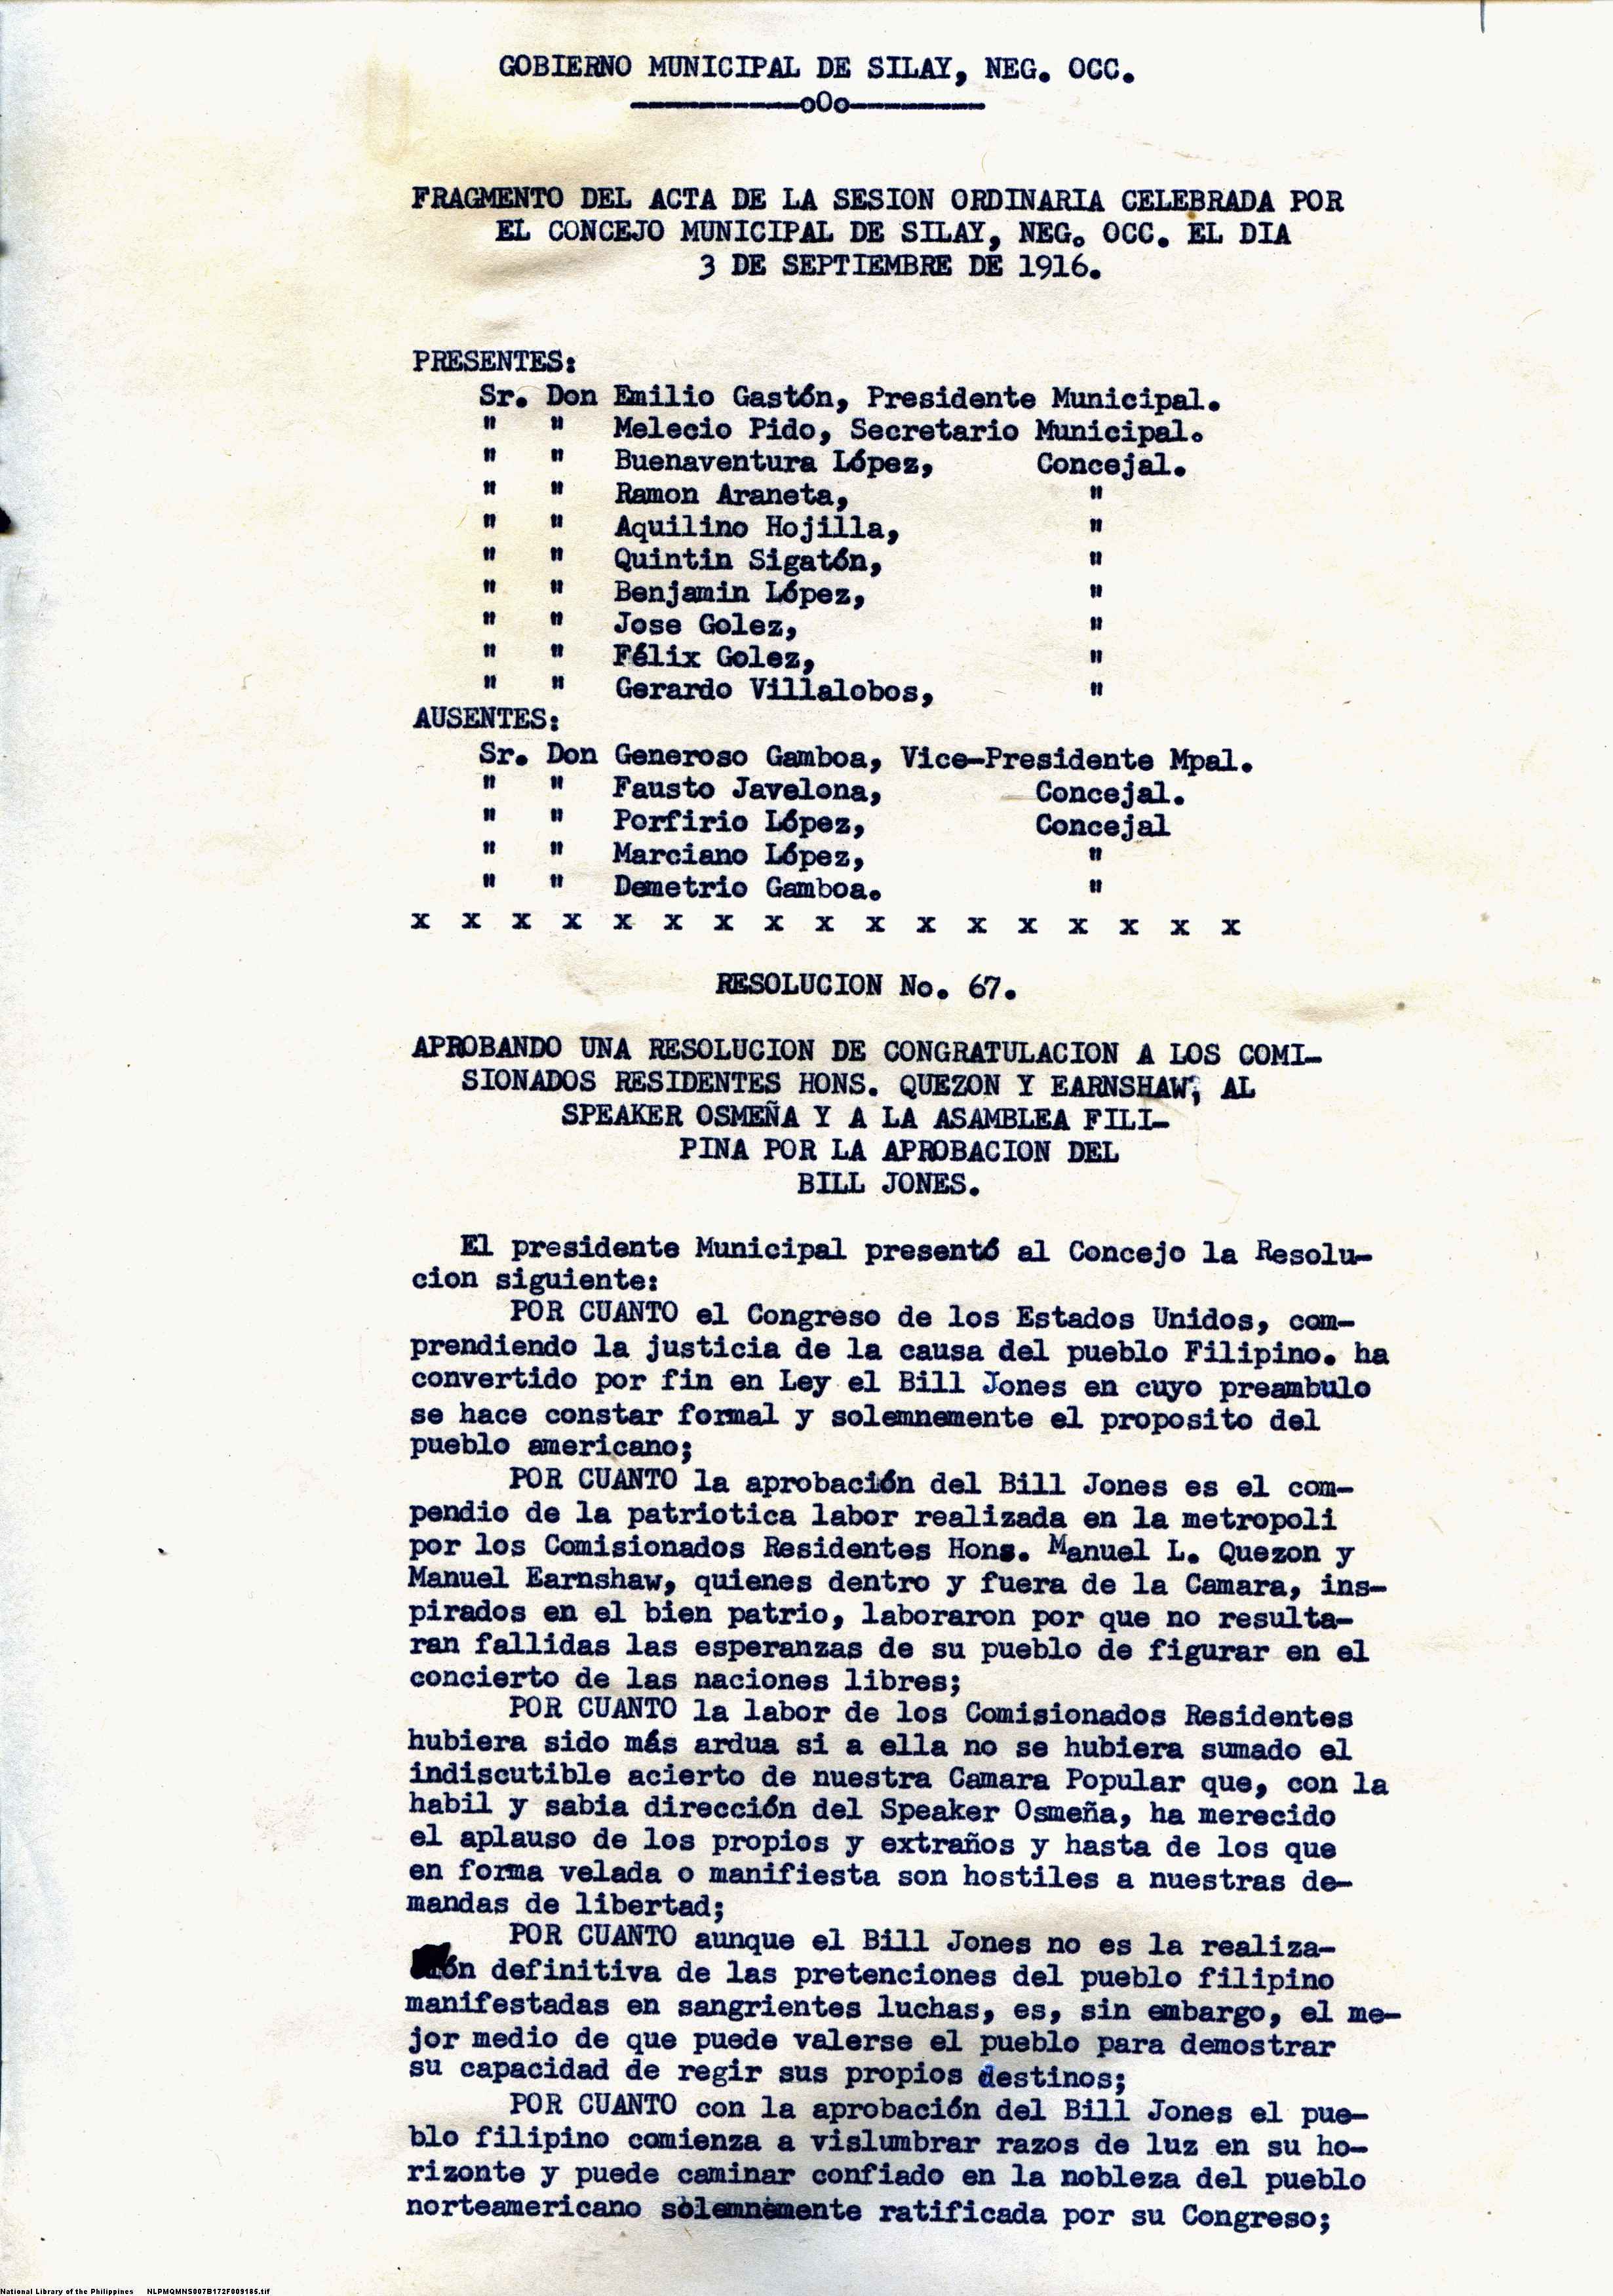 GOBIERNO MUNICIPAL DE SILAY, NEG. OCC.
----------oOo----------
FRAGMENTO DEL ACTA DE LA SESION ORDINARIA CELEBRADA POR
EL CONCEJO MUNICIPAL DE SILAY, NEG. OCC. EL DIA
3 DE SEPTIEMBRE DE 1916.
PRESENTES:
Sr. Don Emilio Gastón, Presidente Municipal.
" " Melecio Pido, Secretario Municipal.
" " Buenaventura López, Concejal.
" " Ramon Araneta, "
" " Aquilino Hojilla, "
" " Quintin Sigatón, "
" " Benjamin López, "
" " Jose Golez, "
" " Félix Golez, "
" " Gerardo Villalobos, "
AUSENTES:
Sr. Don Generoso Gamboa, Vice-Presidente Mpal.
" " Fausto Javelona, Concejal.
" " Porfirio López, Concejal
" " Marciano López, "
" " Demetrio Gamboa. "
x x x x x x x x x x x x x x x x x
RESOLUCION No. 67.
APROBANDO UNA RESOLUCION DE CONGRATULACION A LOS COMI-
SIONADOS RESIDENTES HONS. QUEZON Y EARNSHAW, AL
SPEAKER OSMEÑA Y A LA ASAMBLEA FILI-
PINA POR LA APROBACION DEL
BILL JONES.
El presidente Municipal presentó al Concejo la Resolu-
cion siguiente:
POR CUANTO el Congreso de los Estados Unidos, com-
prendiendo la justicia de la causa del pueblo Filipino. ha
convertido por fin en Ley el Bill Jones en cuyo preambulo
se hace constar formal y solemnemente el proposito del
pueblo americano;
POR CUANTO la aprobación del Bill Jones es el com-
pendio de la patriotica labor realizada en la metropoli
por los Comisionados Residentes Hons. Manuel L. Quezon y
Manuel Earnshaw, quienes dentro y fuera de la Camara, ins-
pirados en el bien patrio, laboraron por que no resulta-
ran fallidas las esperanzas de su pueblo de figurar en el
concierto de las naciones libres;
POR CUANTO la labor de los Comisionados Residentes
hubiera sido más ardua si a ella no se hubiera sumado el
indiscutible acierto de nuestra Camara Popular que, con la
habil y sabia dirección del Speaker Osmeña, ha merecido
el aplauso de los propios y extraños y hasta de los que
en forma velada o manifiesta son hostiles a nuestras de-
mandas de libertad;
POR CUANTO aunque el Bill Jones no es la realiza-
ión definitiva de las pretenciones del pueblo filipino
manifestadas en sangrientes luchas, es, sin embargo, el me-
jor medio de que puede valerse el pueblo para demostrar
su capacidad de regir sus propios destinos;
POR CUANTO con la aprobación del Bill Jones el pue-
blo filipino comienza a vislumbrar razos de luz en su ho-
rizonte y puede caminar confiado en la nobleza del pueblo
norteamericano solemnemente ratificada por su Congreso;
National Library of the Philippines NLPMQMNS007B172F009185.tif